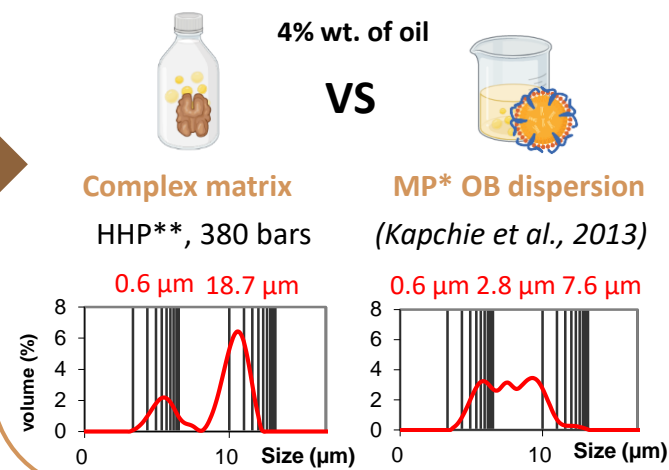 4% wt. of oil
VS
Complex matrix
MP* OB dispersion
HHP**, 380 bars
(Kapchie et al., 2013)
0.6 µm 18.7 µm
0.6 µm 2.8 µm 7.6 µm
volume (%)
8
6
4
2
0
0
10
Size (µm)
8
6
4
2
0
0
10
Size (µm)